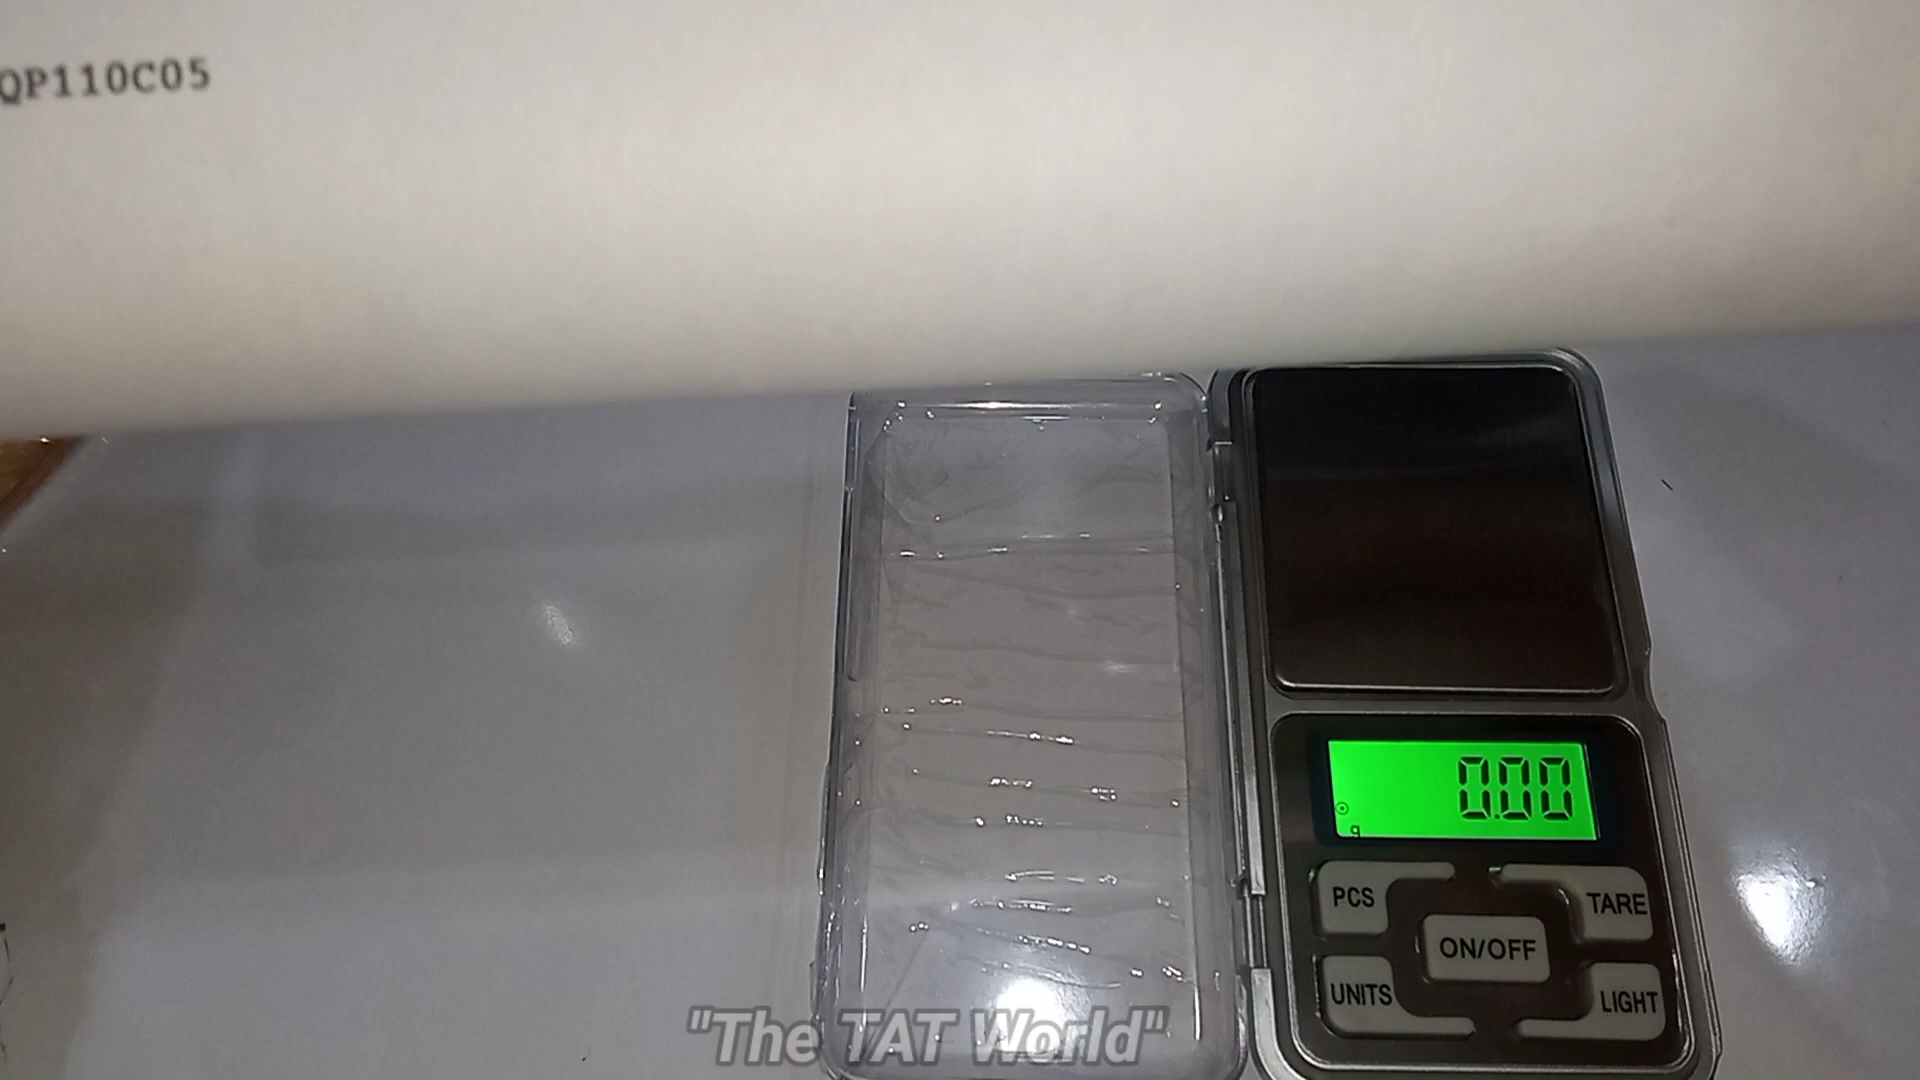 QP110C05
0.00
g
PCS
TARE
ON/OFF
UNITS
LIGHT
"The TAT World"